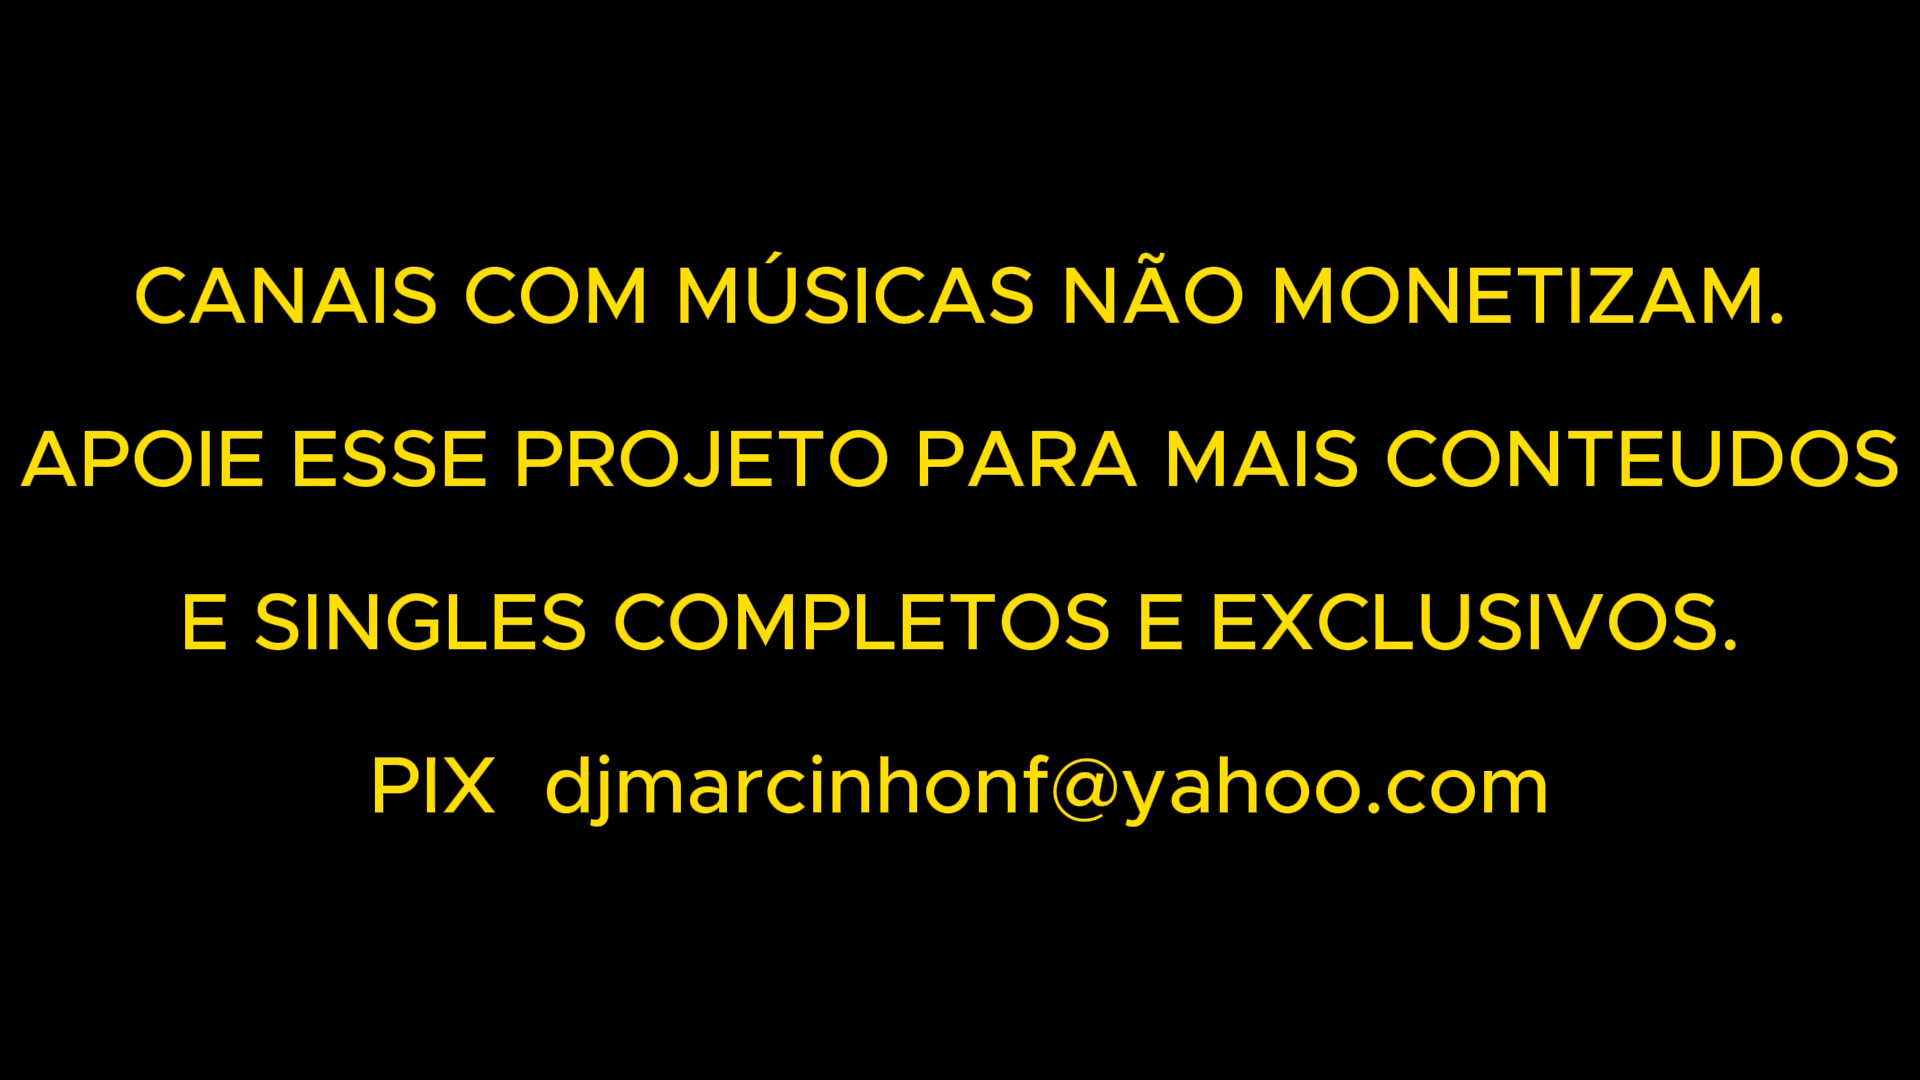 CANAIS COM MÚSICAS NÃO MONETIZAM.
APOIE ESSE PROJETO PARA MAIS CONTEUDOS
E SINGLES COMPLETOS E EXCLUSIVOS.
PIX djmarcinhonf@yahoo.com